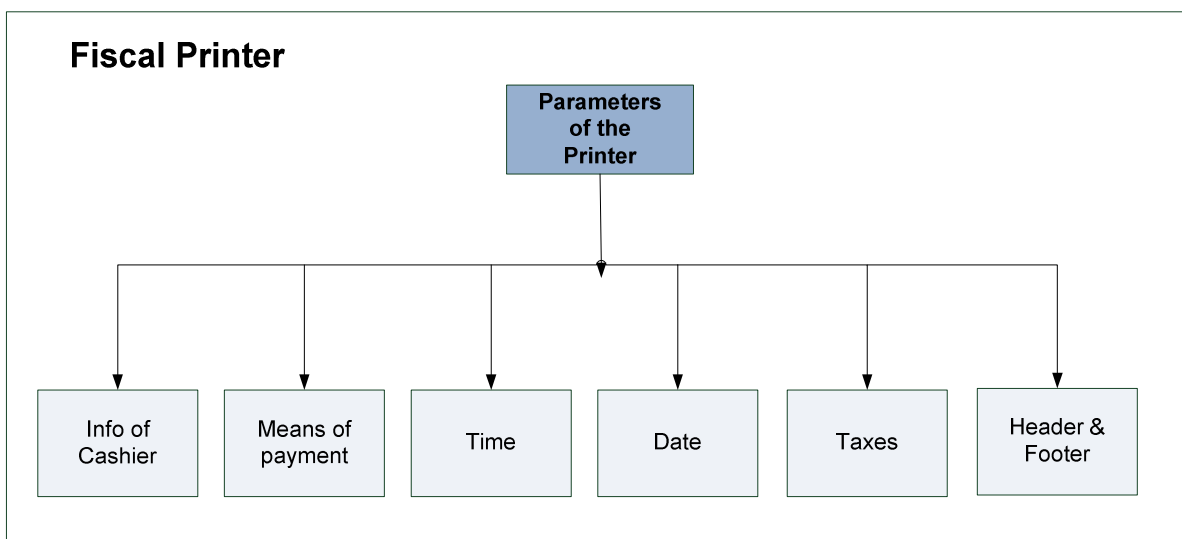 Fiscal Printer
Parameters
of the
Printer
Info of
Cashier
Means of
payment
Time
Date
Taxes
Header &
Footer